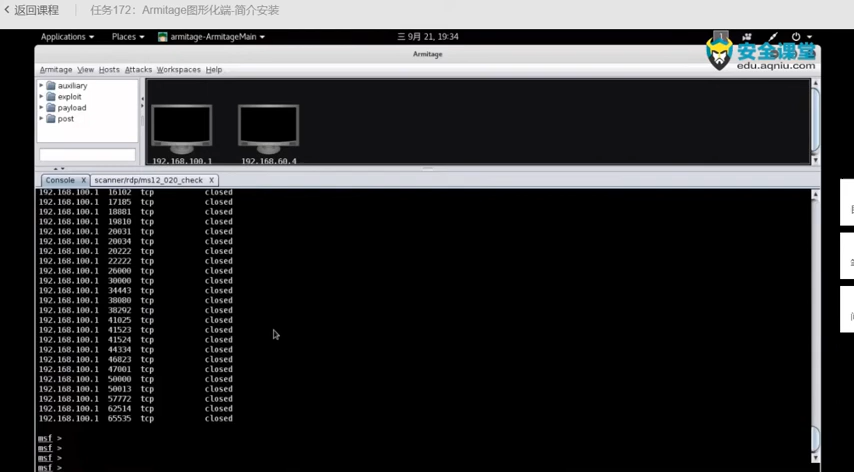 返回课程 任务172：Armitage图形化端-简介安装
Applications Places armitage-ArmitageMain 三 9月 21, 19:34 1
Armitage
安全课堂
edu.aqniu.com
Armitage View Hosts Attacks Workspaces Help
auxiliary
exploit
payload
post
192.168.100.1 192.168.60.4
Console X scanner/rdp/ms12_020_check X
192.168.100.1 16102 tcp closed
192.168.100.1 17185 tcp closed
192.168.100.1 18881 tcp closed
192.168.100.1 19810 tcp closed
192.168.100.1 20031 tcp closed
192.168.100.1 20034 tcp closed
192.168.100.1 20222 tcp closed
192.168.100.1 22222 tcp closed
192.168.100.1 26000 tcp closed
192.168.100.1 30000 tcp closed
192.168.100.1 34443 tcp closed
192.168.100.1 38080 tcp closed
192.168.100.1 38292 tcp closed
192.168.100.1 41025 tcp closed
192.168.100.1 41523 tcp closed
192.168.100.1 41524 tcp closed
192.168.100.1 44334 tcp closed
192.168.100.1 46823 tcp closed
192.168.100.1 47001 tcp closed
192.168.100.1 50000 tcp closed
192.168.100.1 50013 tcp closed
192.168.100.1 57772 tcp closed
192.168.100.1 62514 tcp closed
192.168.100.1 65535 tcp closed
msf >
msf >
msf >
msf >